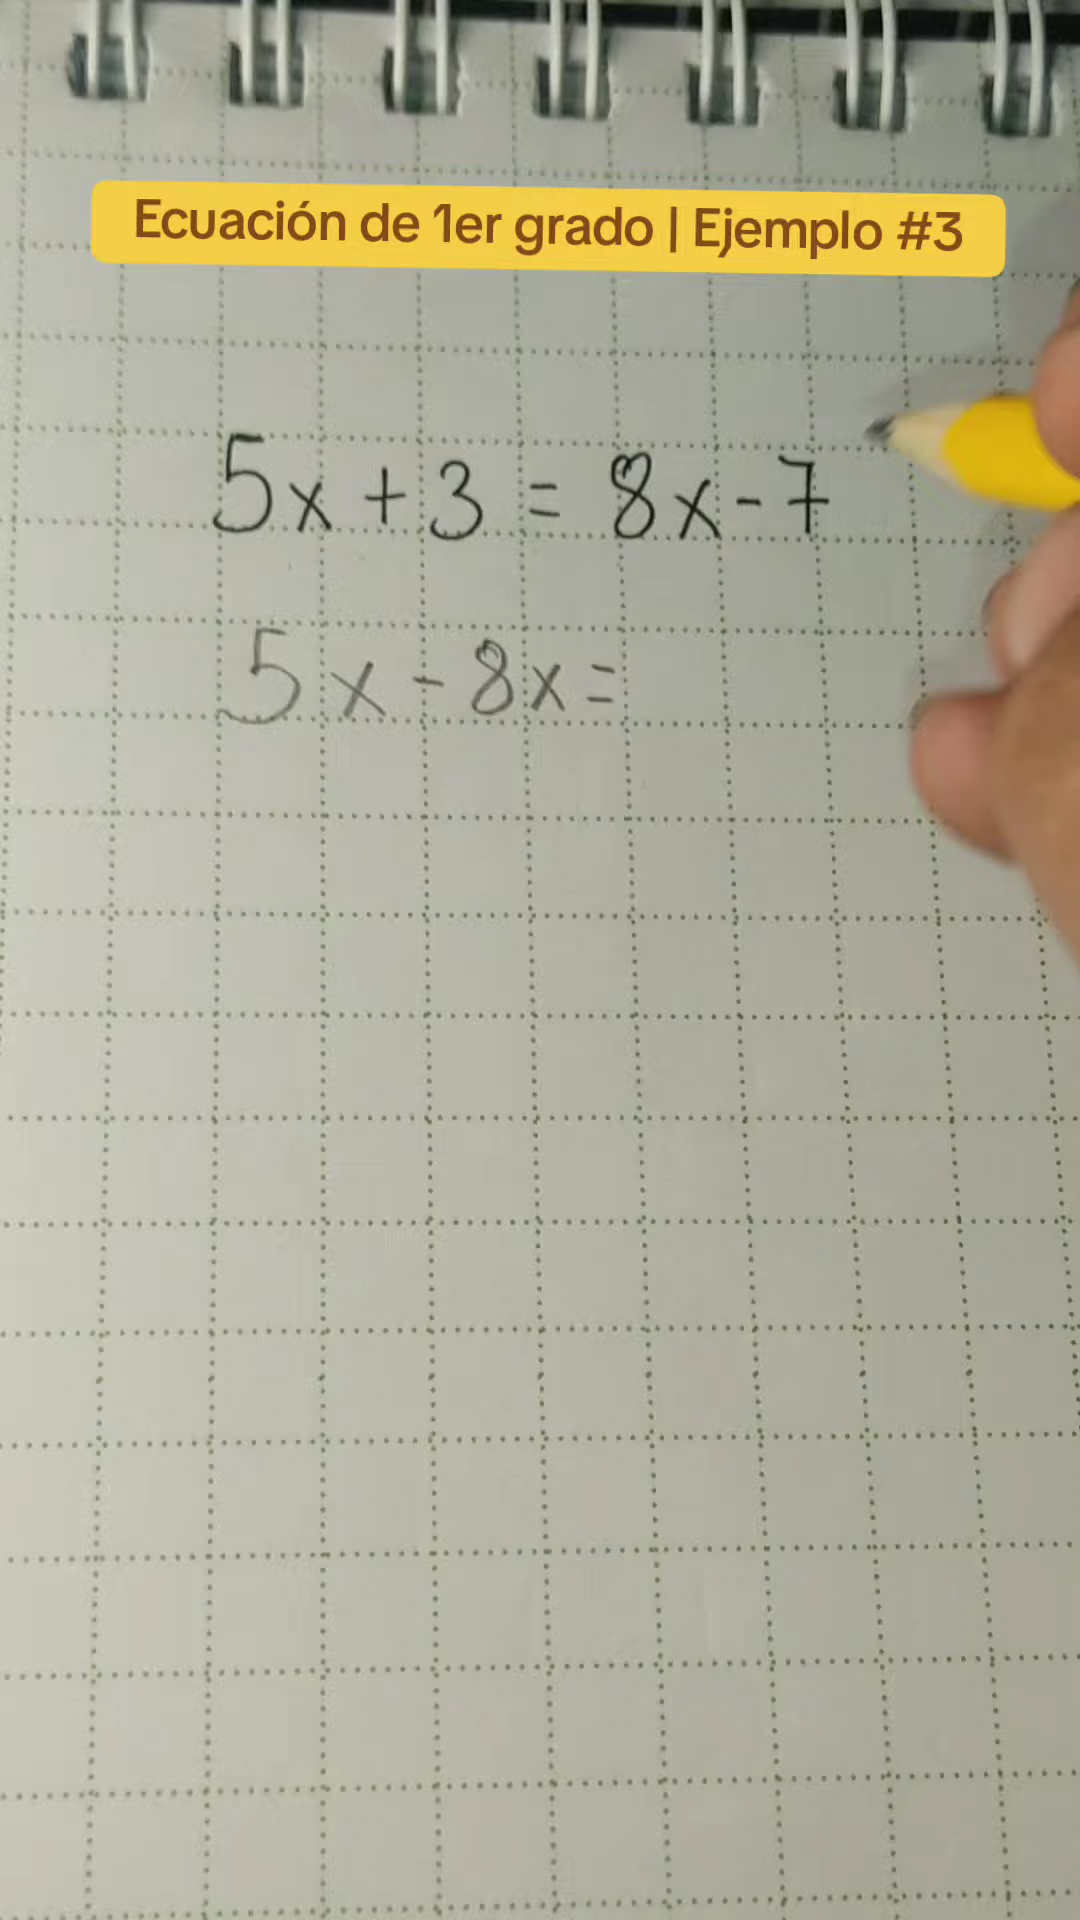 Ecuación de 1er grado | Ejemplo #3
5x + 3 = 8x - 7
5x - 8x =